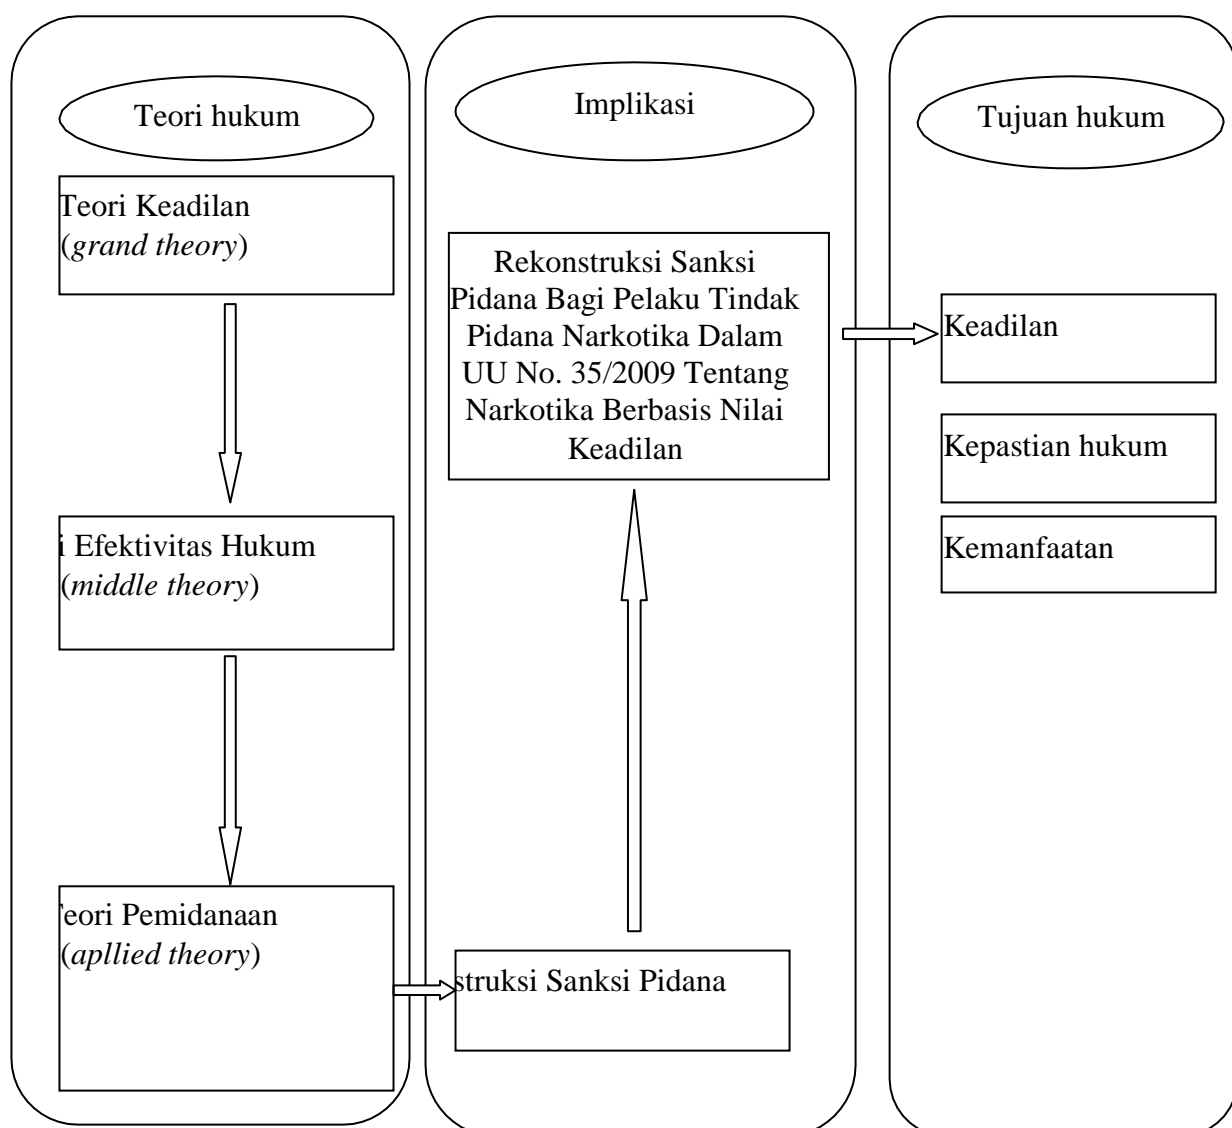 Teori hukum
Teori Keadilan
(grand theory)
i Efektivitas Hukum
(middle theory)
eori Pemidanaan
(apllied theory)
Implikasi
Rekonstruksi Sanksi
Pidana Bagi Pelaku Tindak
Pidana Narkotika Dalam
UU No. 35/2009 Tentang
Narkotika Berbasis Nilai
Keadilan
struksi Sanksi Pidana
Tujuan hukum
Keadilan
Kepastian hukum
Kemanfaatan